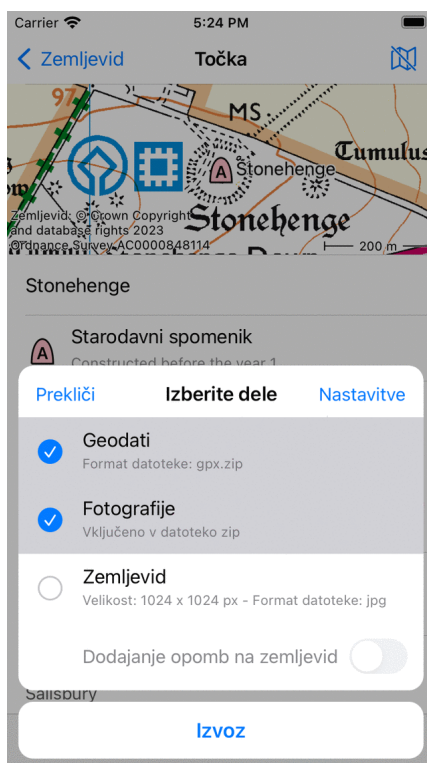 Carrier 5:24 PM
Zemljevid Točka
97
MS.
Tumulus
A
Stonehenge
Stonehenge
Zemljevid: © Crown Copyright
and database rights 2023
Ordnance Survey AC0000848114
200 m
Stonehenge
Starodavni spomenik
A
Constructed before the year 1
Prekliči Izberite dele Nastavitve
Geodati
Format datoteke: gpx.zip
Fotografije
Vključeno v datoteko zip
Zemljevid
Velikost: 1024 x 1024 px - Format datoteke: jpg
Dodajanje opomb na zemljevid
Salisbury
Izvoz